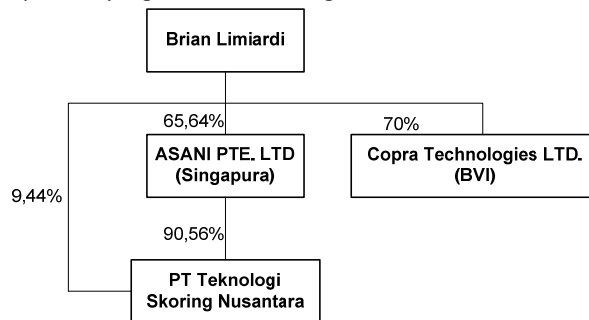 Brian Limiardi
65,64%
70%
ASANI PTE. LTD
(Singapura)
Copra Technologies LTD.
(BVI)
9,44%
90,56%
PT Teknologi
Skoring Nusantara